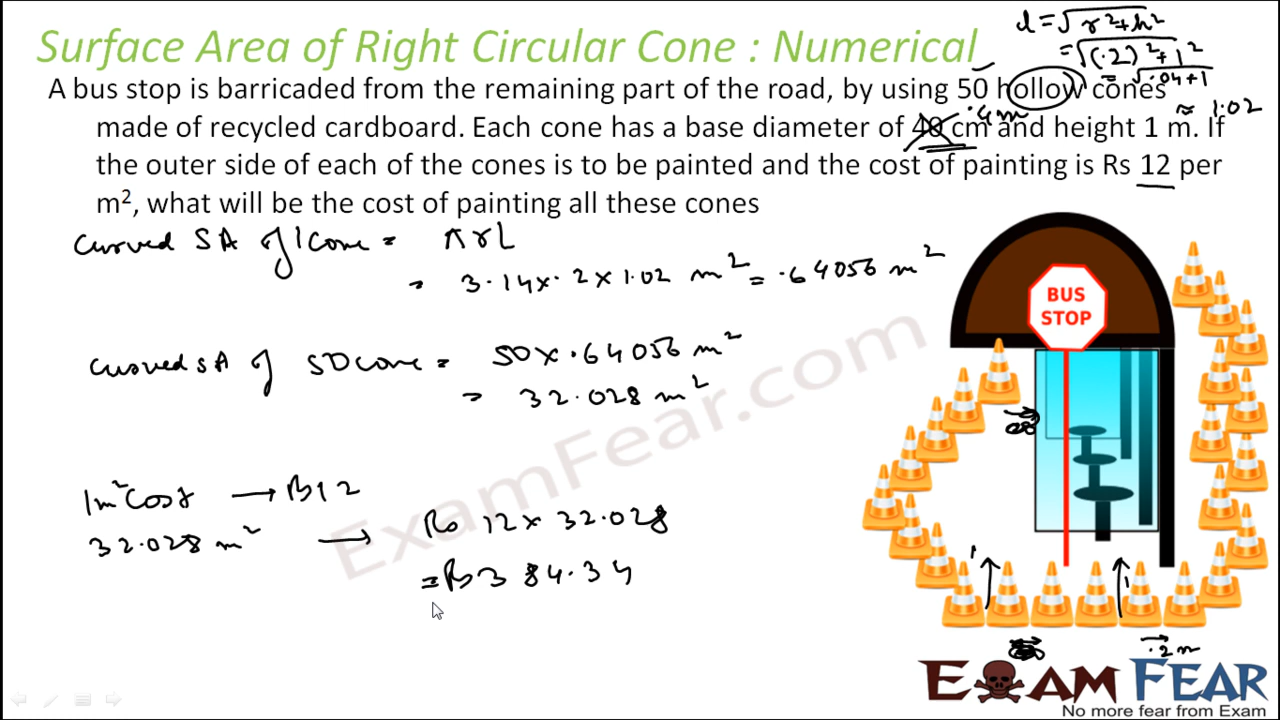 Surface Area of Right Circular Cone : Numerical
l = √r²+h²
= √(.2)²+1²
= √.04+1
≈ 1.02
A bus stop is barricaded from the remaining part of the road, by using 50 hollow cones
.4m
made of recycled cardboard. Each cone has a base diameter of 40 cm and height 1 m. If
the outer side of each of the cones is to be painted and the cost of painting is Rs 12 per
m², what will be the cost of painting all these cones
Curved SA of 1 Cone = πrL
= 3.14×.2×1.02 m² = .64056 m²
Curved SA of 50 Cone = 50×.64056 m²
= 32.028 m²
1m² Cost → Rs 12
32.028 m² → Rs 12×32.028
= Rs 384.34
BUS
STOP
1
1
.2 m
ExamFear.com
EXAM FEAR
No more fear from Exam